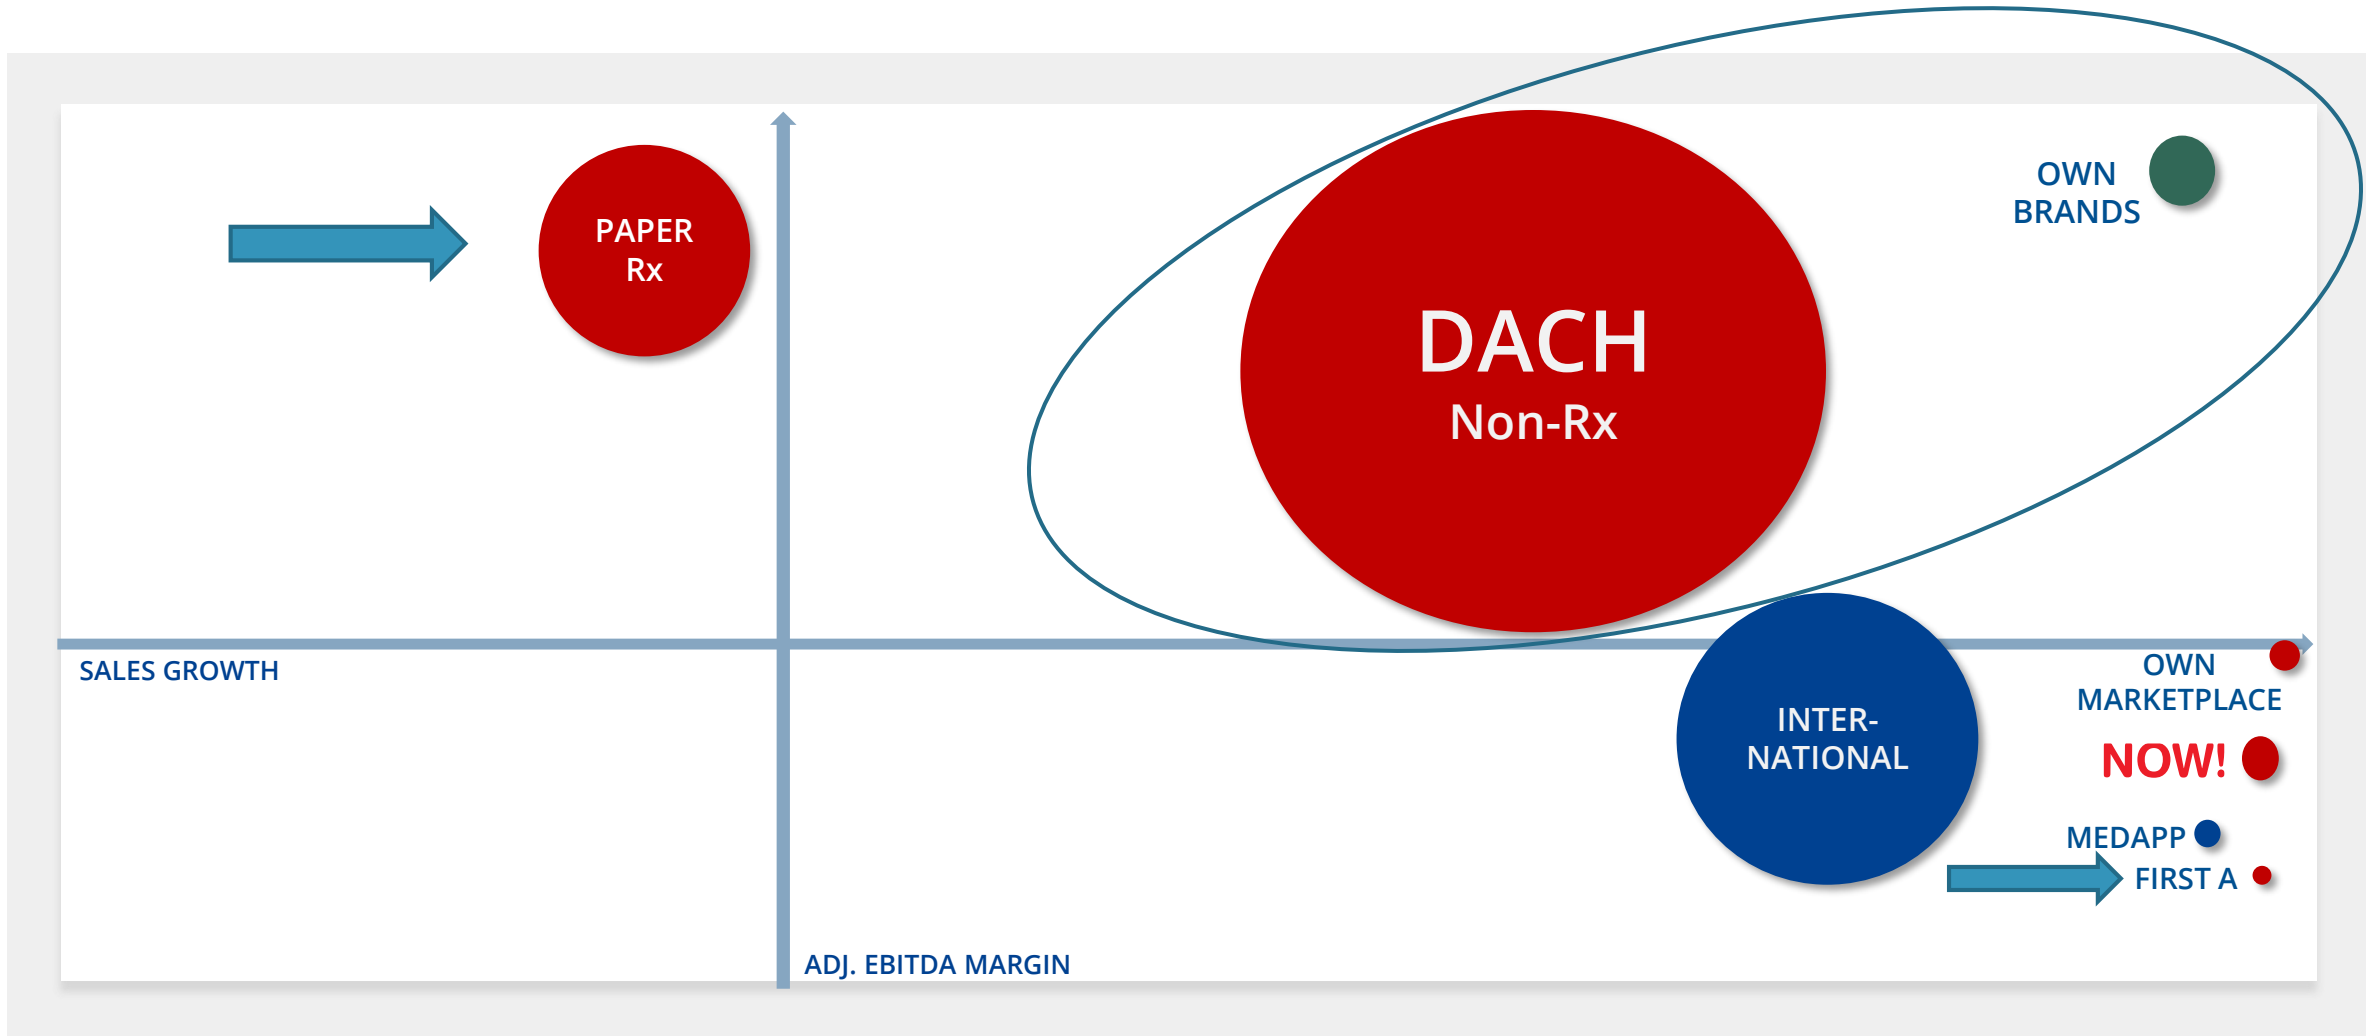 OWN
BRANDS
PAPER
Rx
DACH
Non-Rx
SALES GROWTH
OWN
MARKETPLACE
INTER-
NATIONAL
NOW!
MEDAPP
FIRST A
ADJ. EBITDA MARGIN